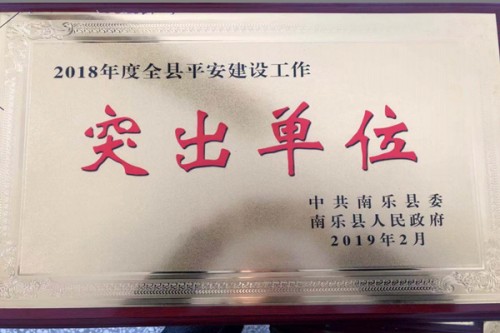 2018年度全县平安建设工作
突出单位
中共南乐县委
南乐县人民政府
2019年2月